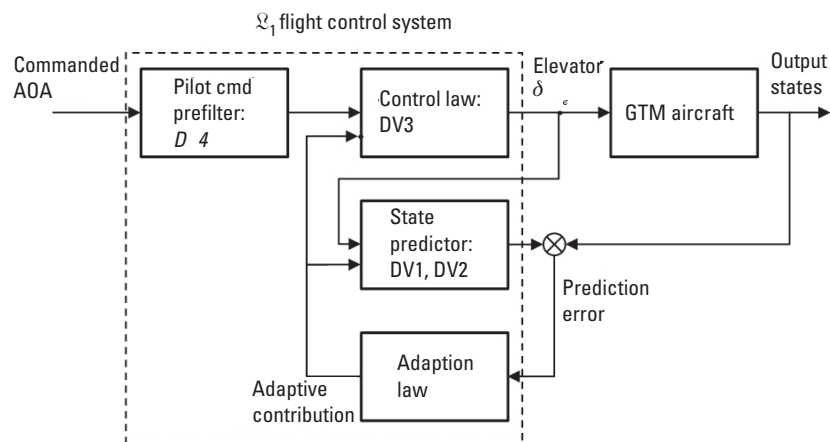 𝔏1 flight control system
Commanded
AOA
Pilot cmd
prefilter:
D 4
Control law:
DV3
Elevator
δe
GTM aircraft
Output
states
State
predictor:
DV1, DV2
Prediction
error
Adaption
law
Adaptive
contribution